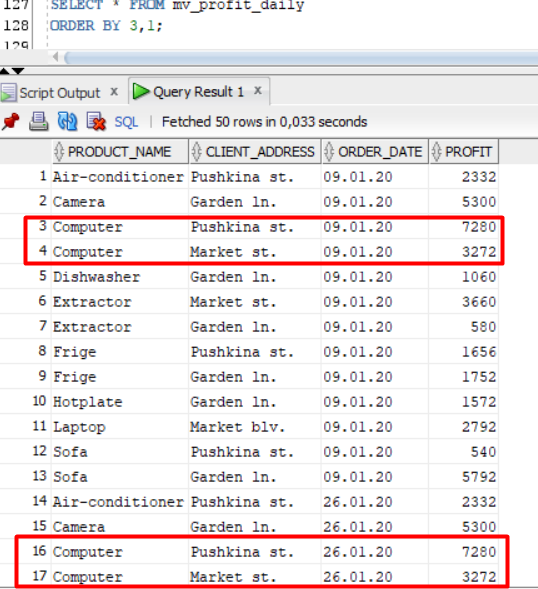 127 SELECT * FROM mv_profit_daily
128 ORDER BY 3,1;
129
Script Output x Query Result 1 x
SQL | Fetched 50 rows in 0,033 seconds
PRODUCT_NAME CLIENT_ADDRESS ORDER_DATE PROFIT
1 Air-conditioner Pushkina st. 09.01.20 2332
2 Camera Garden ln. 09.01.20 5300
3 Computer Pushkina st. 09.01.20 7280
4 Computer Market st. 09.01.20 3272
5 Dishwasher Garden ln. 09.01.20 1060
6 Extractor Market st. 09.01.20 3660
7 Extractor Garden ln. 09.01.20 580
8 Frige Pushkina st. 09.01.20 1656
9 Frige Garden ln. 09.01.20 1752
10 Hotplate Garden ln. 09.01.20 1572
11 Laptop Market blv. 09.01.20 2792
12 Sofa Pushkina st. 09.01.20 540
13 Sofa Garden ln. 09.01.20 5792
14 Air-conditioner Pushkina st. 26.01.20 2332
15 Camera Garden ln. 26.01.20 5300
16 Computer Pushkina st. 26.01.20 7280
17 Computer Market st. 26.01.20 3272